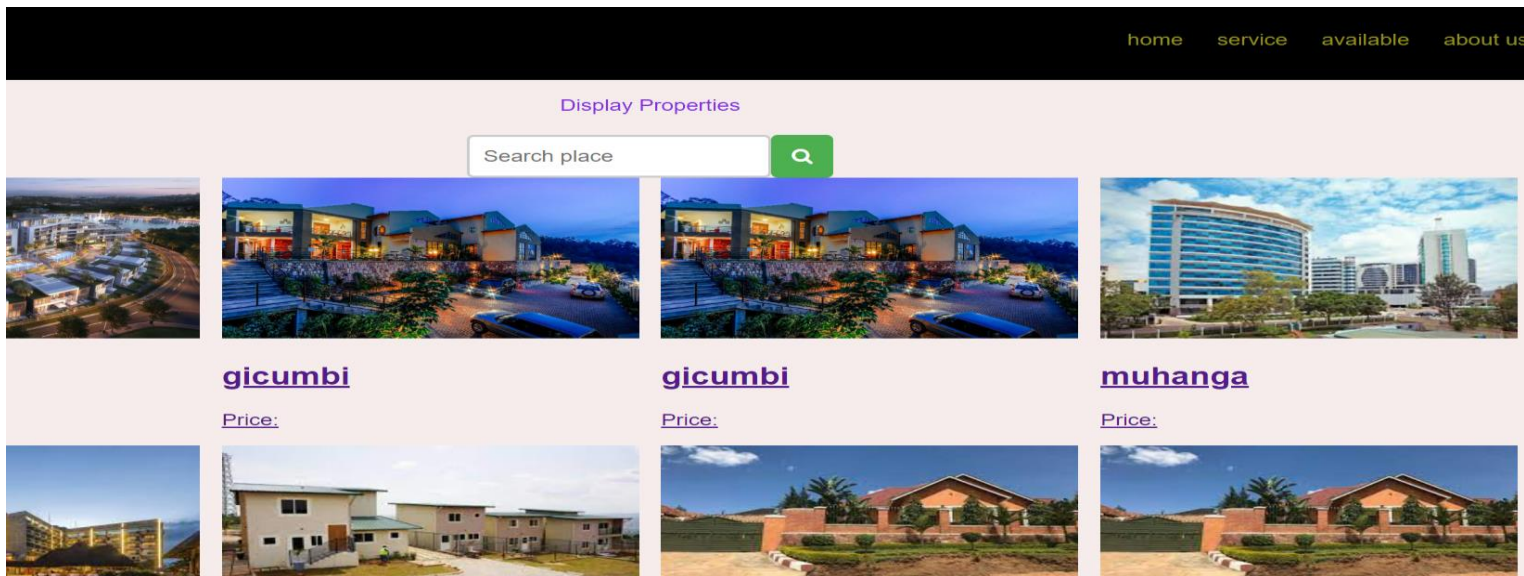 home service available about us
Display Properties
Search place
gicumbi gicumbi muhanga
Price: Price: Price: